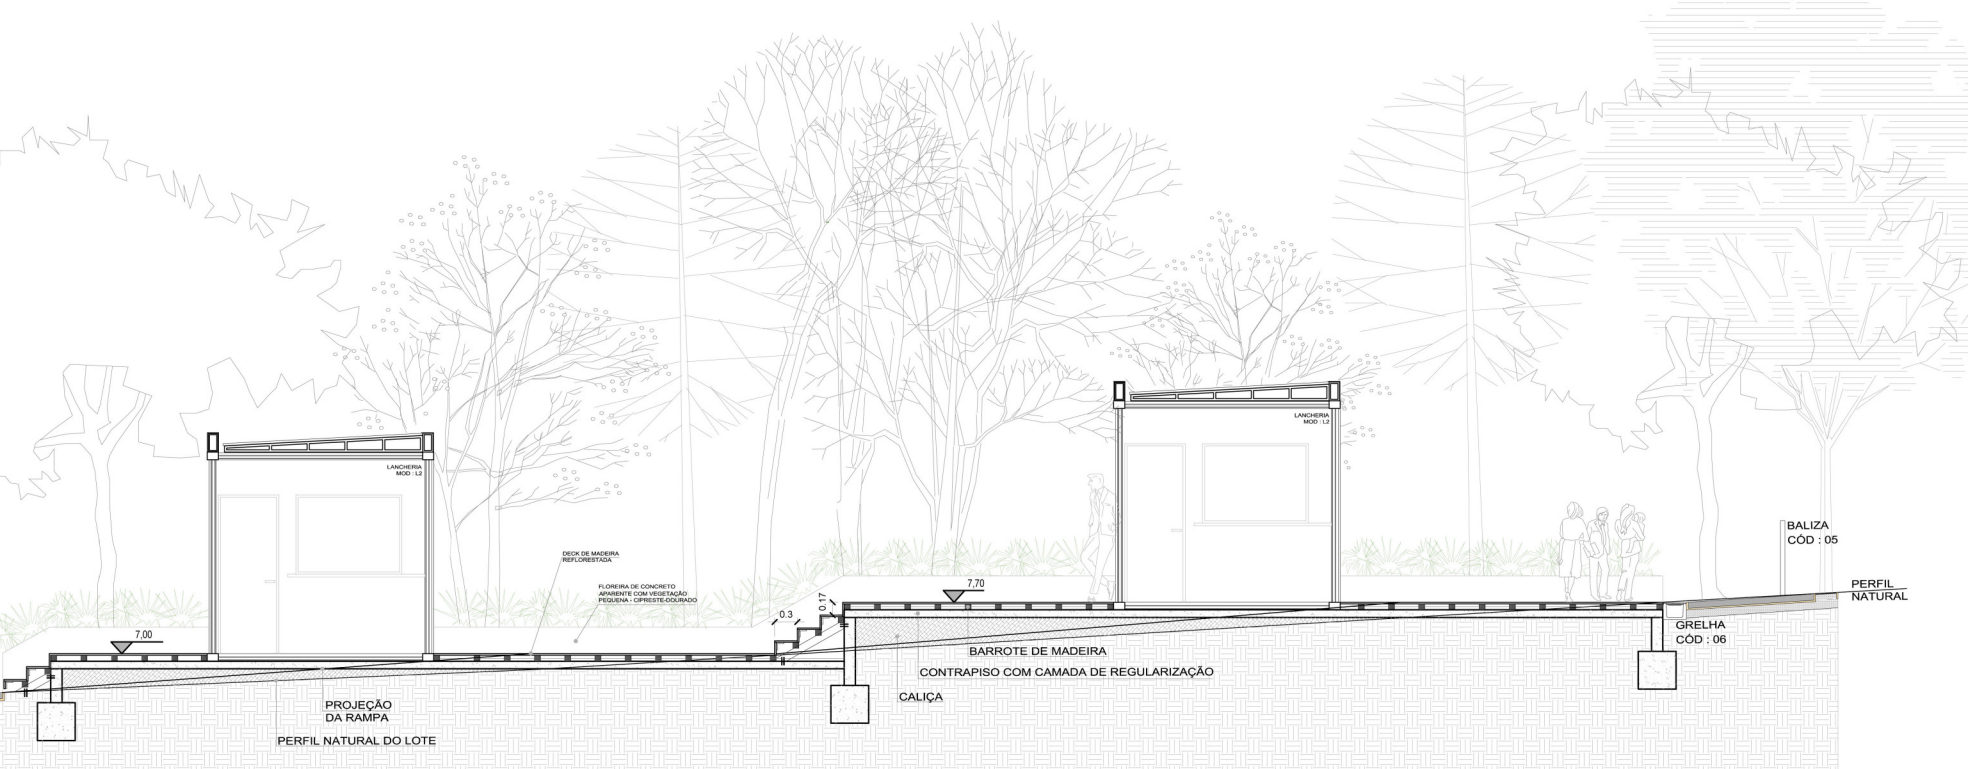 LANCHERIA
MOD : L2
LANCHERIA
MOD : L2
BALIZA
CÓD : 05
DECK DE MADEIRA
REFLORESTADA
FLOREIRA DE CONCRETO
APARENTE COM VEGETAÇÃO
PEQUENA - CIPRESTE-DOURADO
7,70
0.3
0.17
PERFIL
NATURAL
7,00
GRELHA
CÓD : 06
BARROTE DE MADEIRA
CONTRAPISO COM CAMADA DE REGULARIZAÇÃO
CALIÇA
PROJEÇÃO
DA RAMPA
PERFIL NATURAL DO LOTE